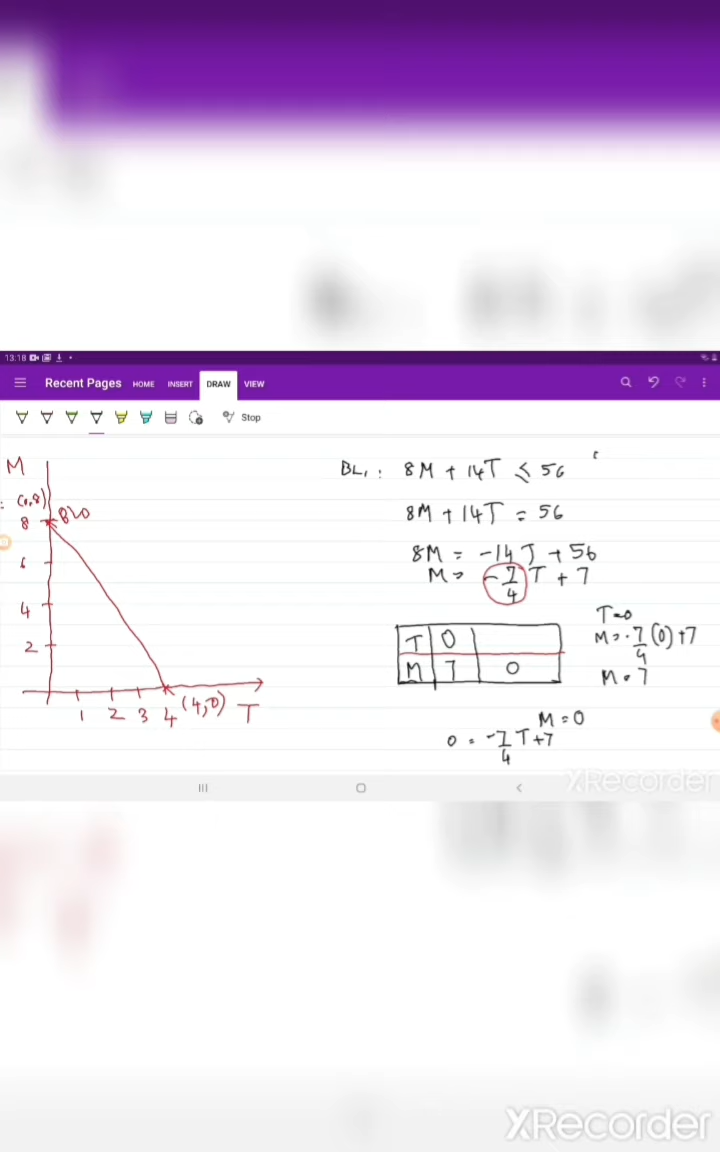 13:18
Recent Pages HOME INSERT DRAW VIEW
Stop
M
: (0,8)
8 BL0
6
4
2
1 2 3 4 (4,0) T
BL1 : 8M + 14T ≤ 56
8M + 14T = 56
8M = -14T + 56
M = -7/4 T + 7
T 0
M 7 0
T=0
M = -7/4 (0) + 7
M = 7
M = 0
0 = -7/4 T + 7
XRecorder
XRecorder